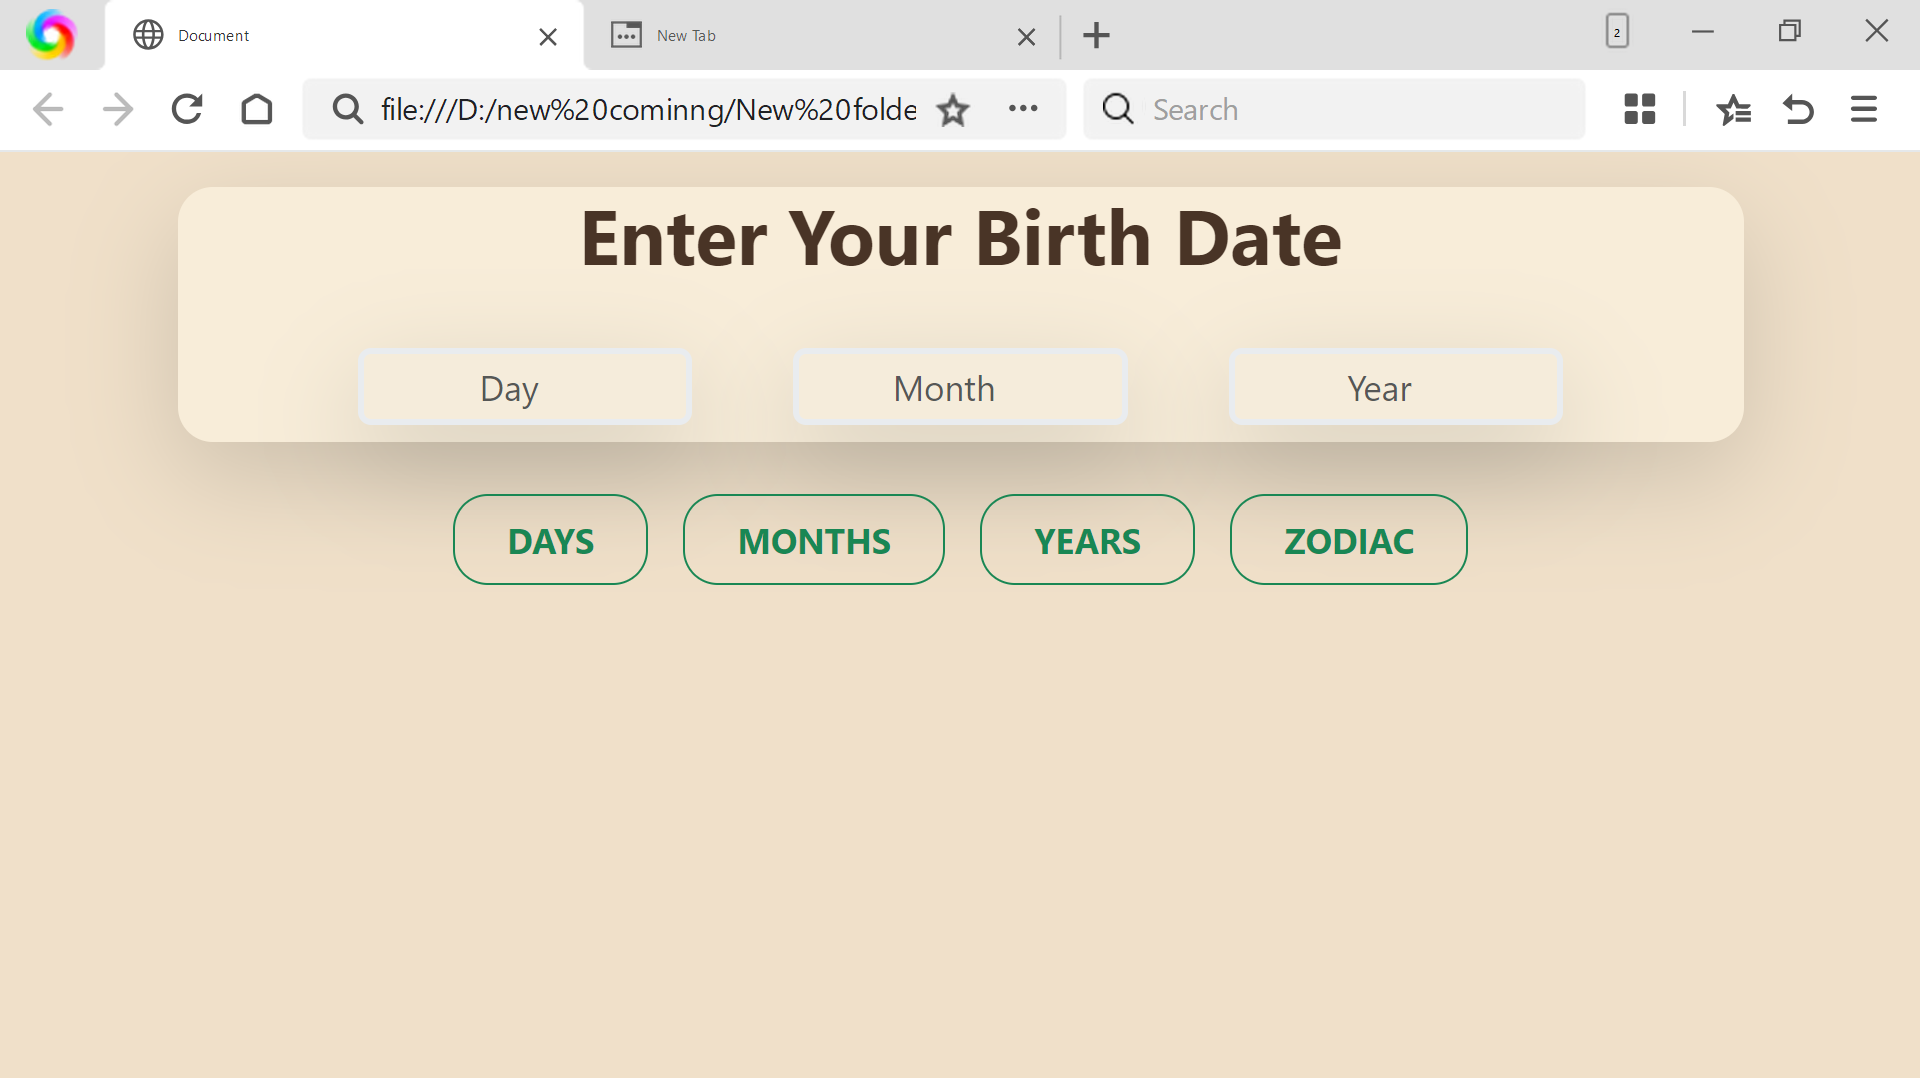 Document
New Tab
2
file:///D:/new%20cominng/New%20folde
Search
Enter Your Birth Date
Day
Month
Year
DAYS
MONTHS
YEARS
ZODIAC